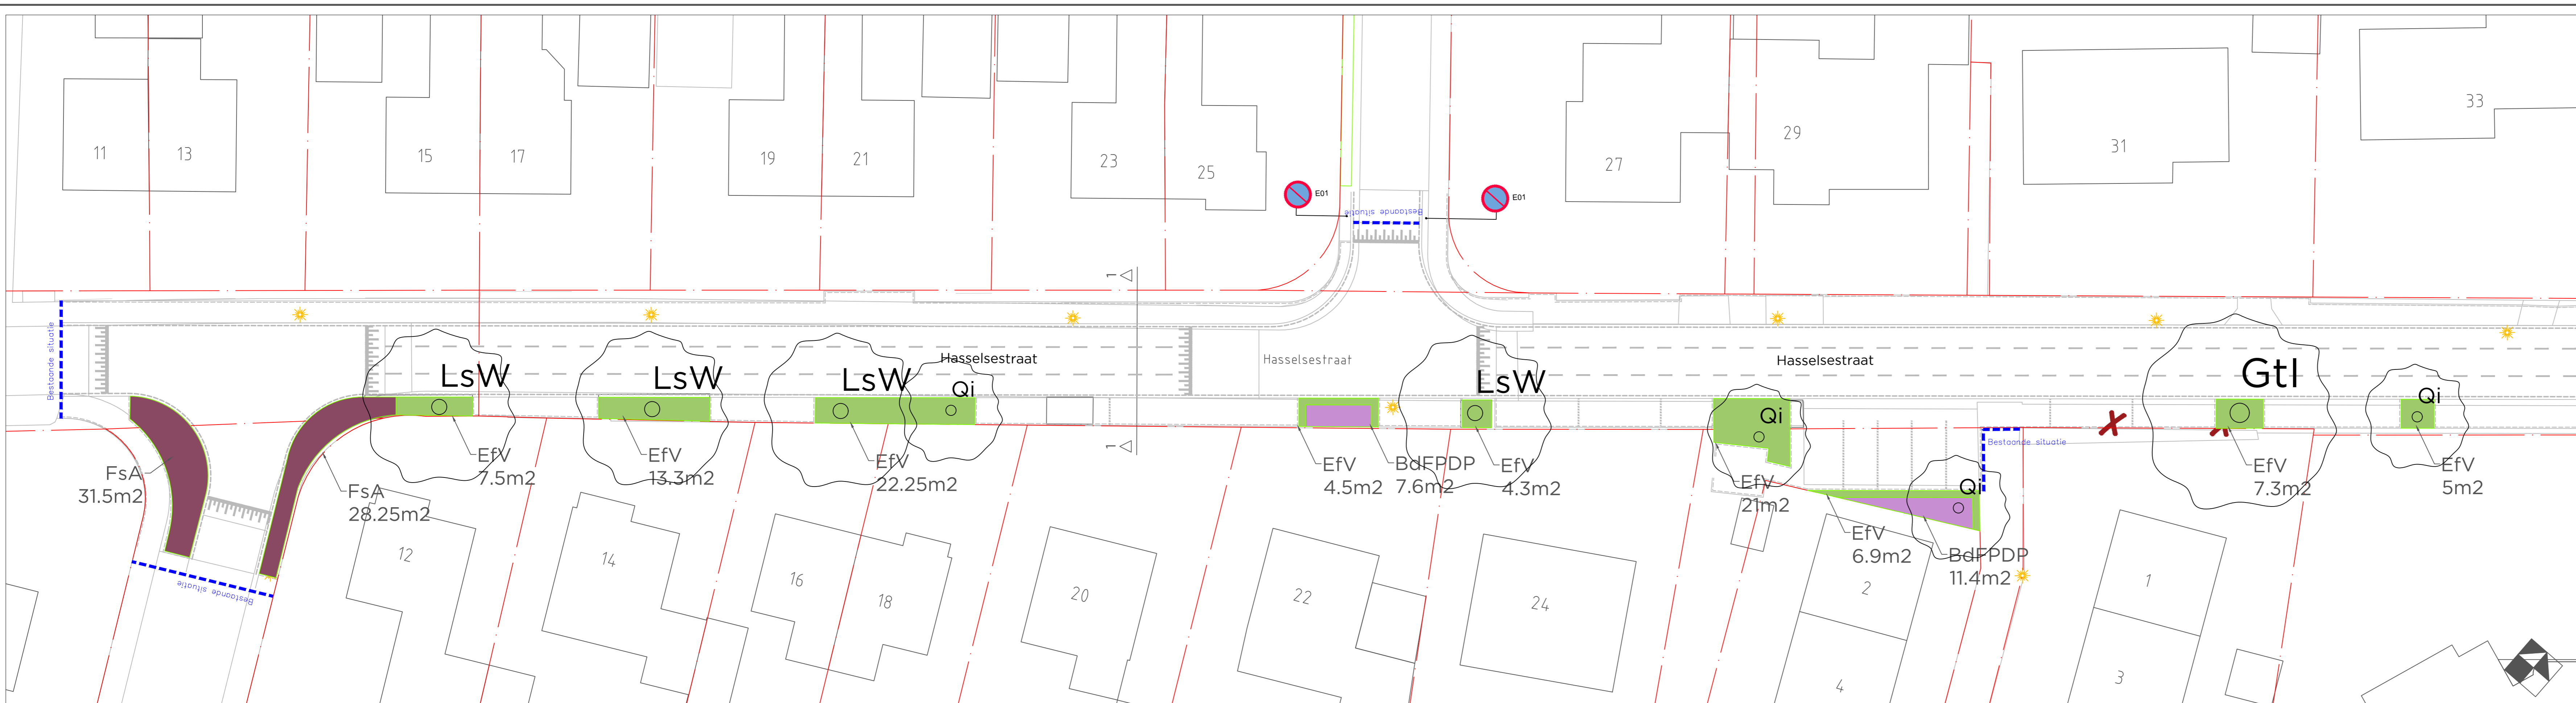 11
13
15
17
19
21
23
25
27
29
31
33
E01
E01
Bestaande situatie
1
Bestaande situatie
LsW
LsW
LsW
Qi
Hasselsestraat
Hasselsestraat
LsW
Hasselsestraat
Qi
Gtl
Qi
1
Bestaande situatie
FsA
31.5m2
FsA
28.25m2
EfV
7.5m2
EfV
13.3m2
EfV
22.25m2
EfV
4.5m2
BdFPDP
7.6m2
EfV
4.3m2
EfV
21m2
Qi
EfV
6.9m2
BdFPDP
11.4m2
EfV
7.3m2
EfV
5m2
Bestaande situatie
12
14
16
18
20
22
24
2
4
1
3